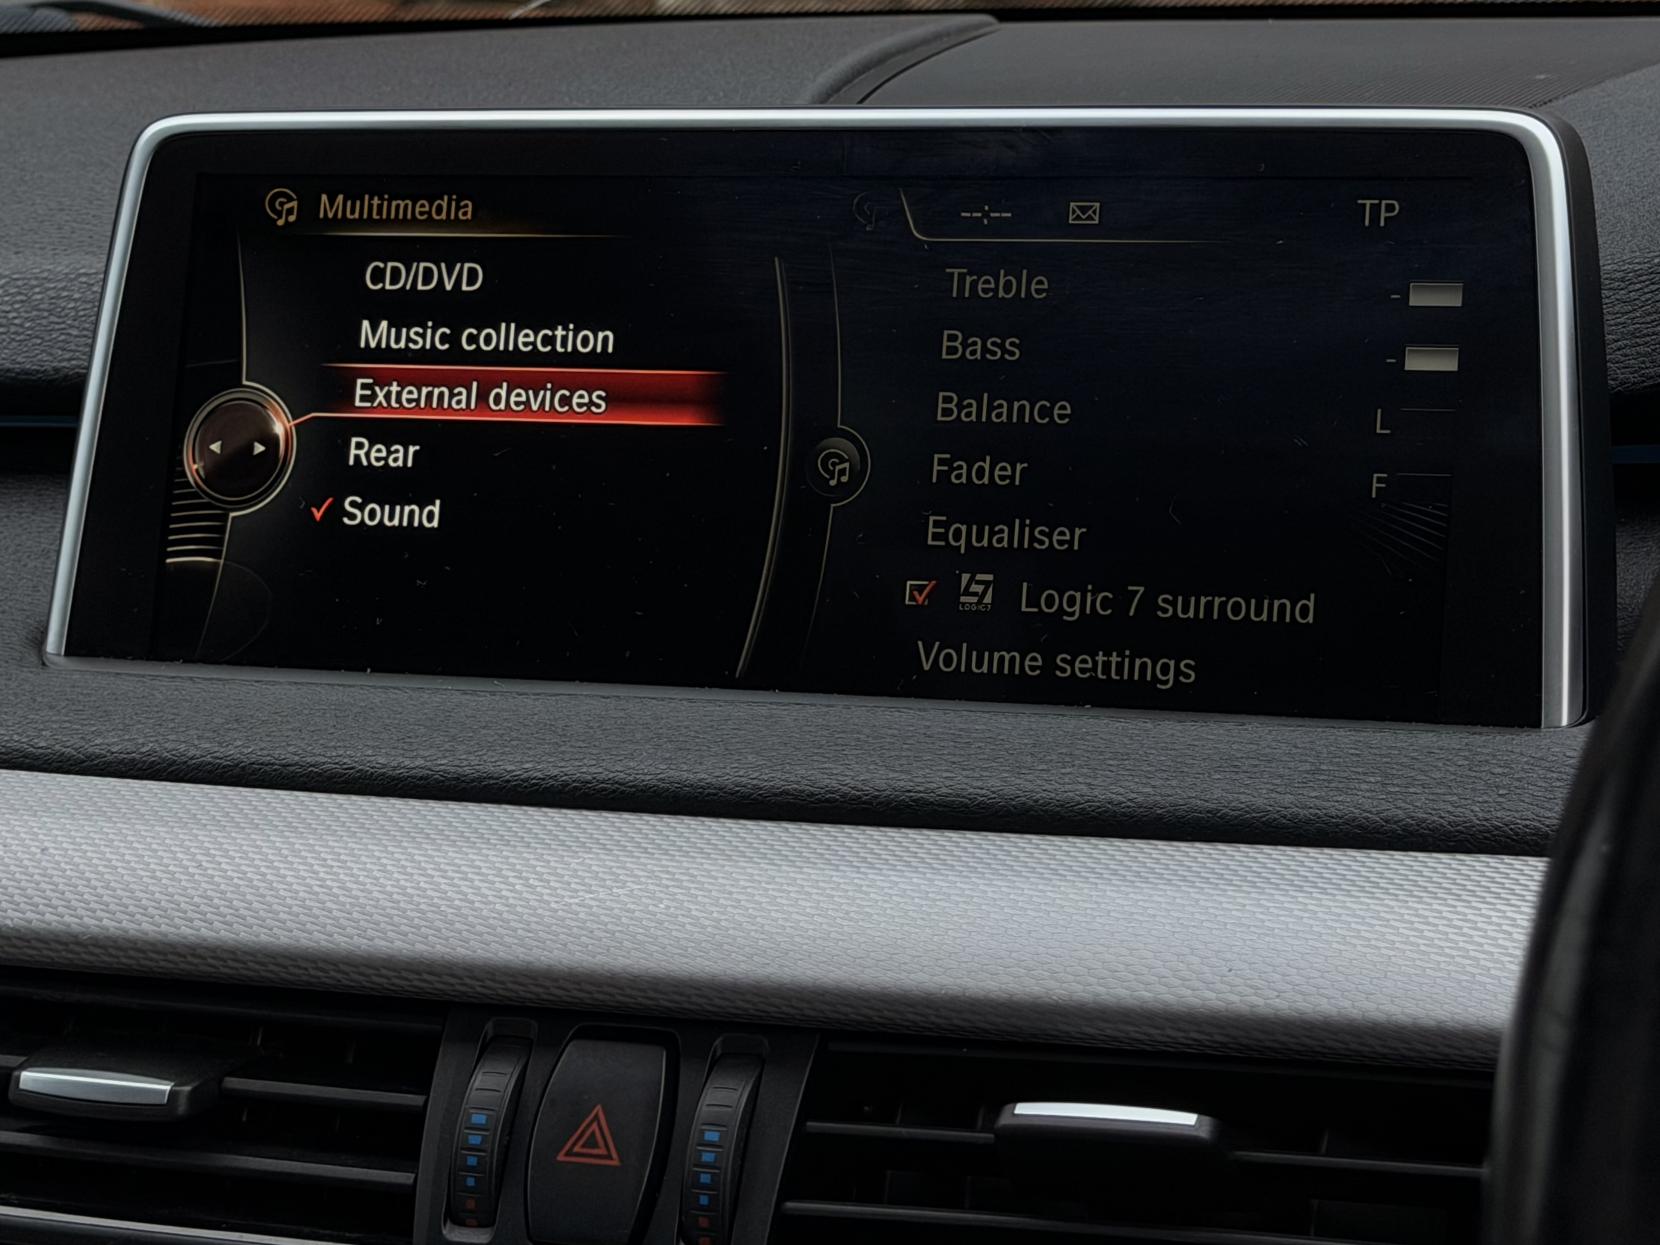 Multimedia
CD/DVD
Music collection
External devices
Rear
✓ Sound
--:-- TP
Treble -
Bass -
Balance L
Fader F
Equaliser
LOGIC7 Logic 7 surround
Volume settings